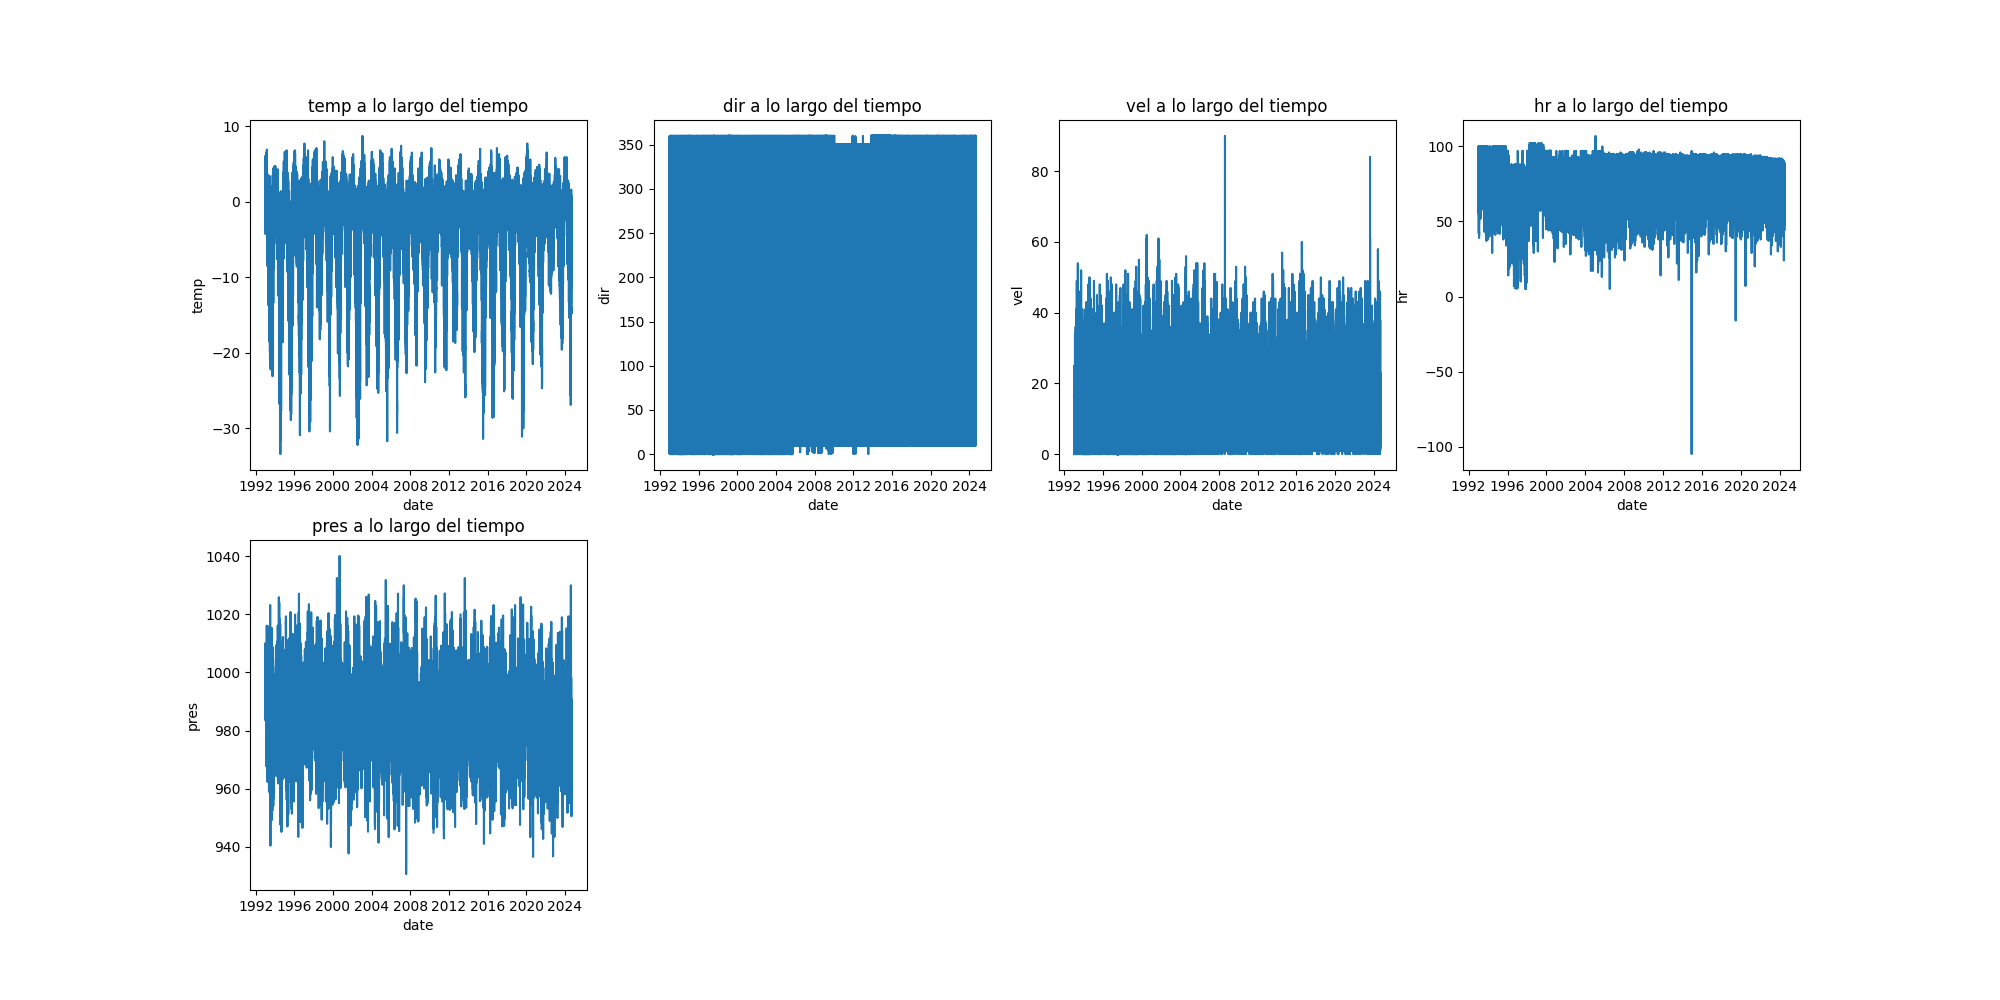 temp a lo largo del tiempo
10
0
−10
−20
−30
temp
1992 1996 2000 2004 2008 2012 2016 2020 2024
date
dir a lo largo del tiempo
350
300
250
200
150
100
50
0
dir
1992 1996 2000 2004 2008 2012 2016 2020 2024
date
vel a lo largo del tiempo
80
60
40
20
0
vel
1992 1996 2000 2004 2008 2012 2016 2020 2024
date
hr a lo largo del tiempo
100
50
0
−50
−100
hr
1992 1996 2000 2004 2008 2012 2016 2020 2024
date
pres a lo largo del tiempo
1040
1020
1000
980
960
940
pres
1992 1996 2000 2004 2008 2012 2016 2020 2024
date